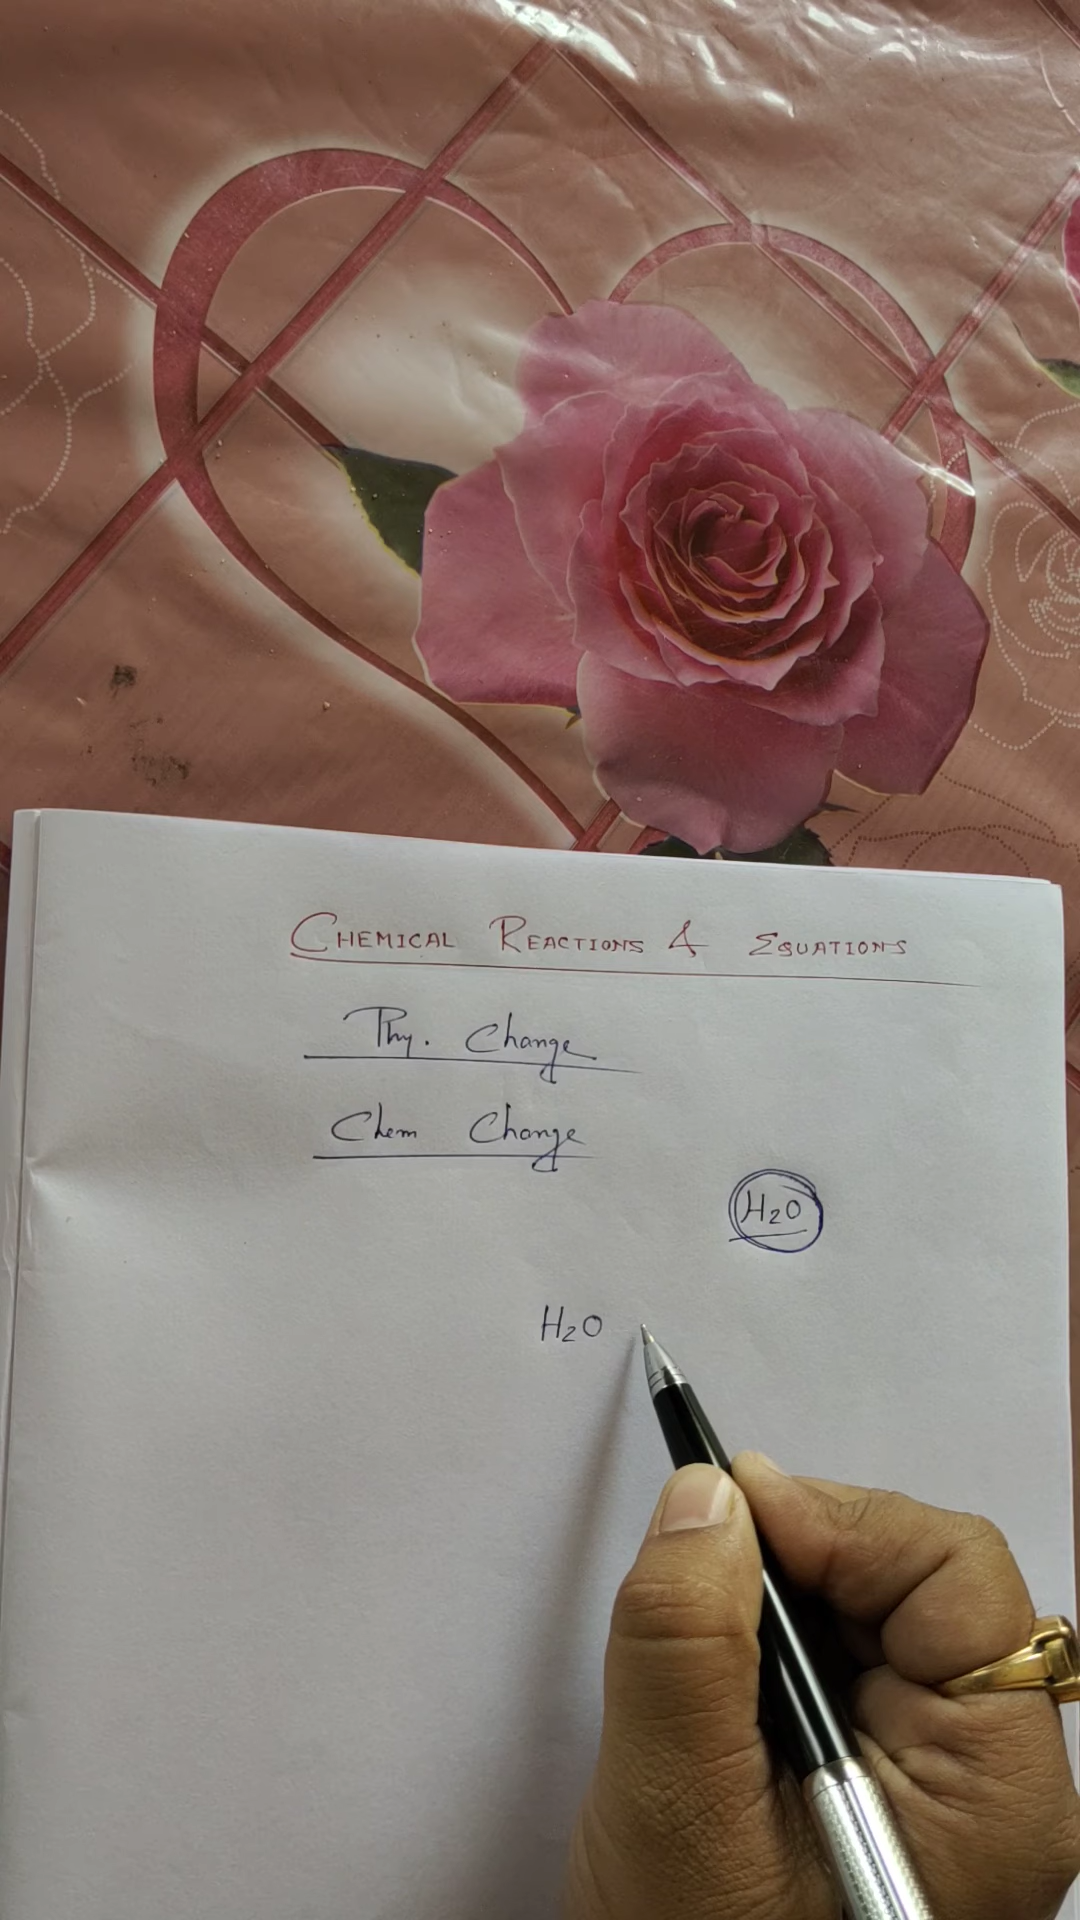 CHEMICAL REACTIONS & EQUATIONS
Phy. Change
Chem Change
H₂O
H₂O